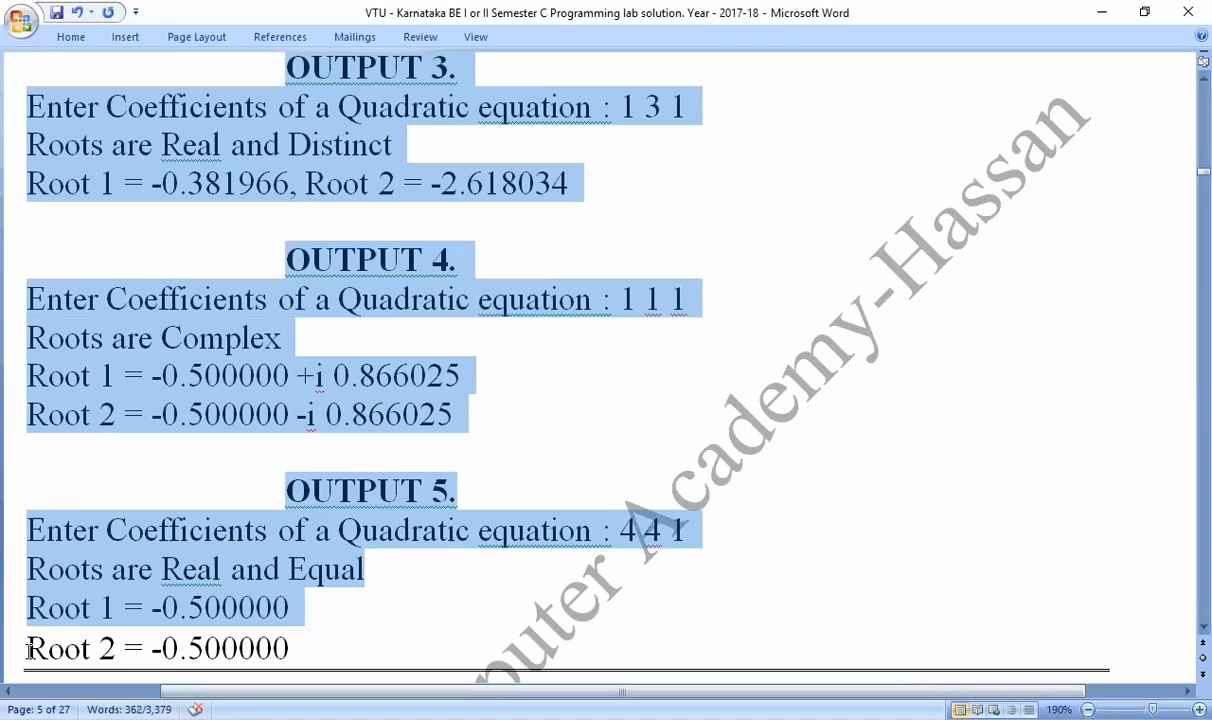 VTU - Karnataka BE I or II Semester C Programming lab solution. Year - 2017-18 - Microsoft Word
Home Insert Page Layout References Mailings Review View
OUTPUT 3.
Enter Coefficients of a Quadratic equation : 1 3 1
Roots are Real and Distinct
Root 1 = -0.381966, Root 2 = -2.618034
OUTPUT 4.
Enter Coefficients of a Quadratic equation : 1 1 1
Roots are Complex
Root 1 = -0.500000 +i 0.866025
Root 2 = -0.500000 -i 0.866025
OUTPUT 5.
Enter Coefficients of a Quadratic equation : 4 4 1
Roots are Real and Equal
Root 1 = -0.500000
Root 2 = -0.500000
puter Academy-Hassan
Page: 5 of 27 Words: 362/3,379 190%